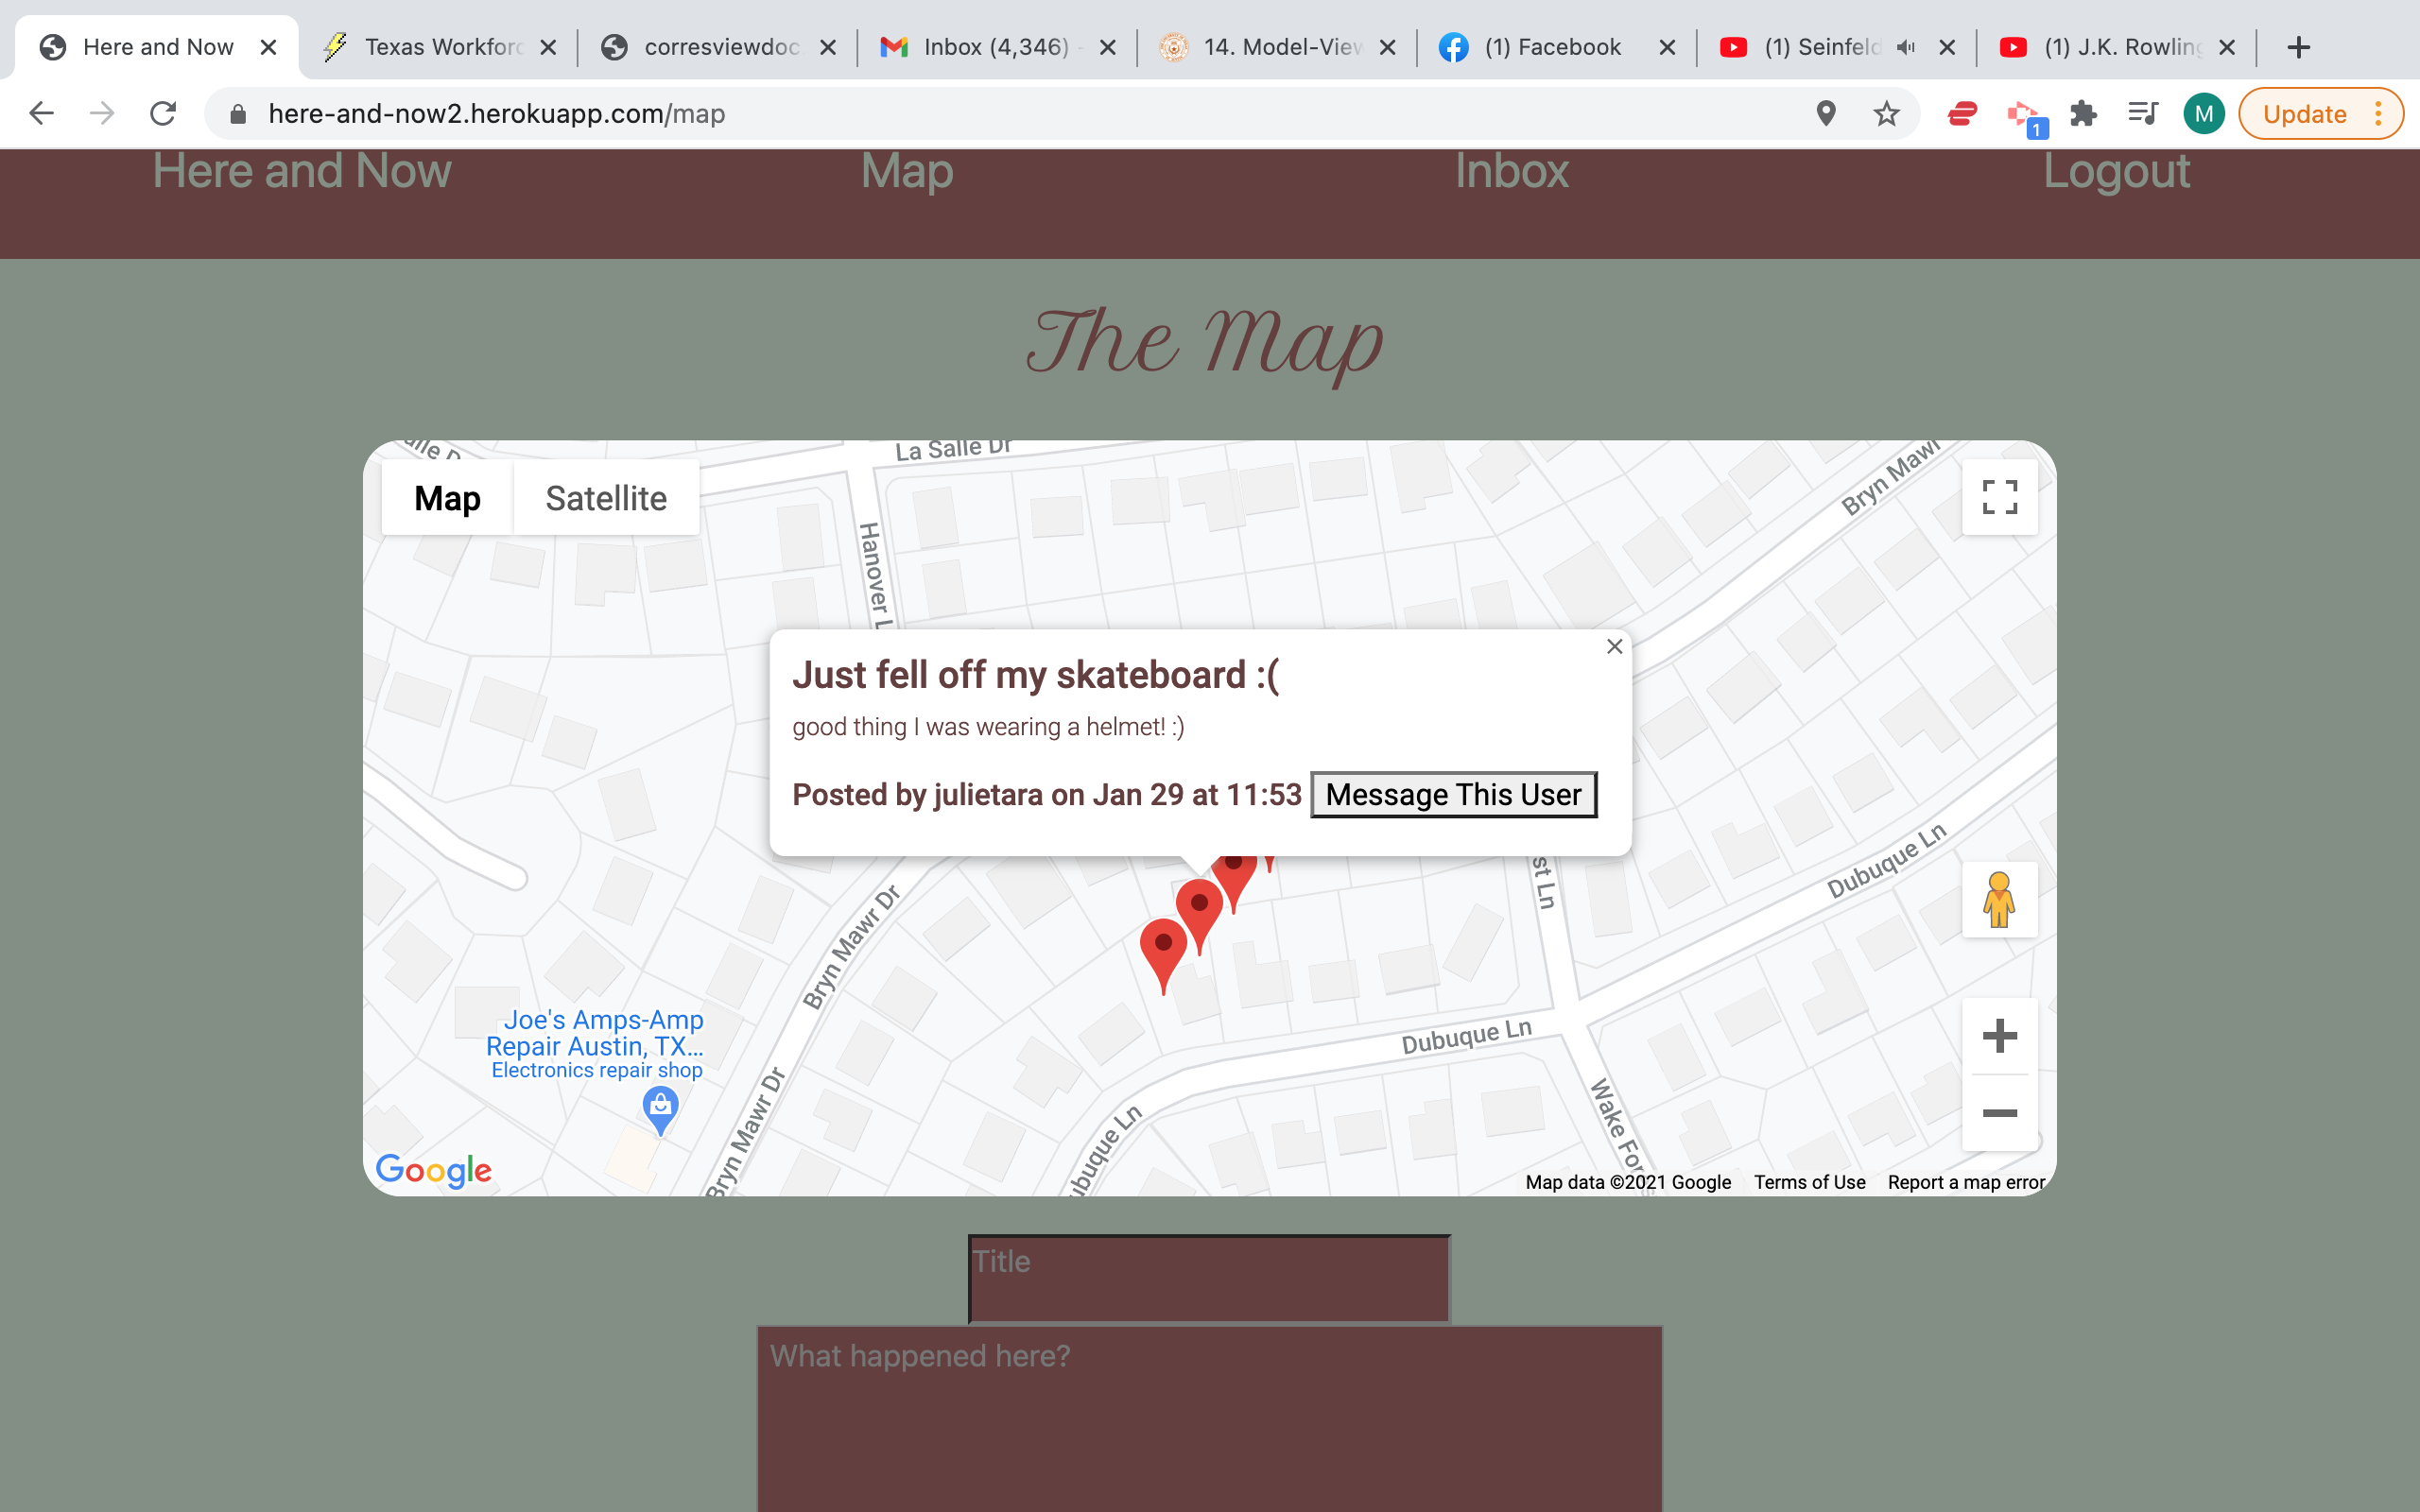 Here and Now
Texas Workforc
corresviewdoc
Inbox (4,346) -
14. Model-View
(1) Facebook
(1) Seinfeld
(1) J.K. Rowling
here-and-now2.herokuapp.com/map
1
M
Update
Here and Now
Map
Inbox
Logout
The Map
La Salle Dr
Bryn Mawr
Map
Satellite
Hanover L
Just fell off my skateboard :(
good thing I was wearing a helmet! :)
Posted by julietara on Jan 29 at 11:53
Message This User
st Ln
Dubuque Ln
Bryn Mawr Dr
Joe's Amps-Amp
Repair Austin, TX...
Electronics repair shop
Dubuque Ln
Bryn Mawr Dr
ubuque Ln
Wake Fores
Google
Map data ©2021 Google
Terms of Use
Report a map error
Title
What happened here?